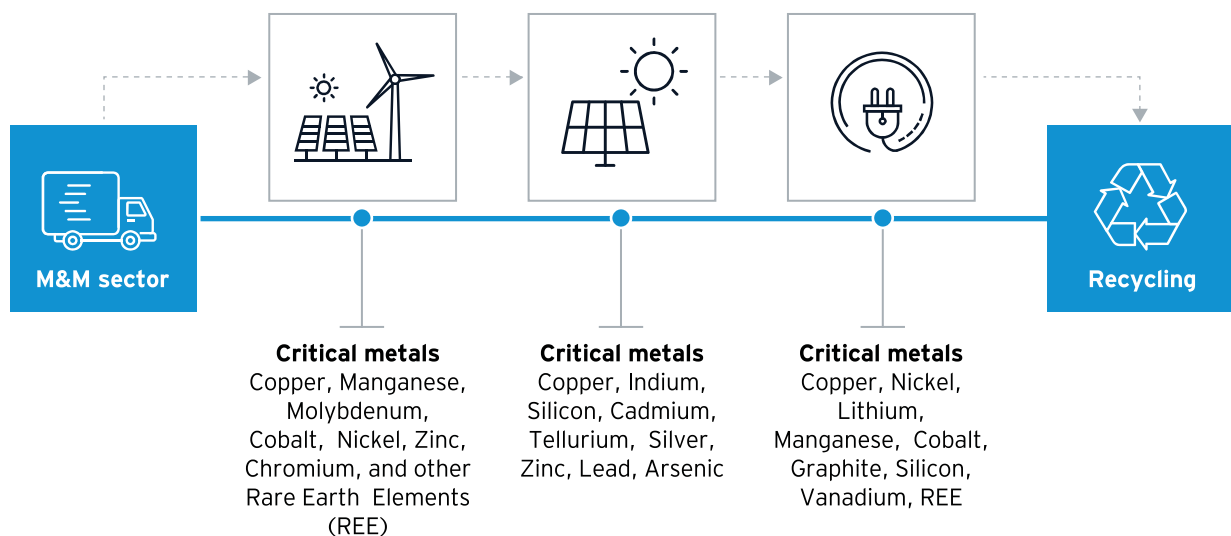 M&M sector
Recycling
Critical metals
Copper, Manganese,
Molybdenum,
Cobalt, Nickel, Zinc,
Chromium, and other
Rare Earth Elements
(REE)
Critical metals
Copper, Indium,
Silicon, Cadmium,
Tellurium, Silver,
Zinc, Lead, Arsenic
Critical metals
Copper, Nickel,
Lithium,
Manganese, Cobalt,
Graphite, Silicon,
Vanadium, REE